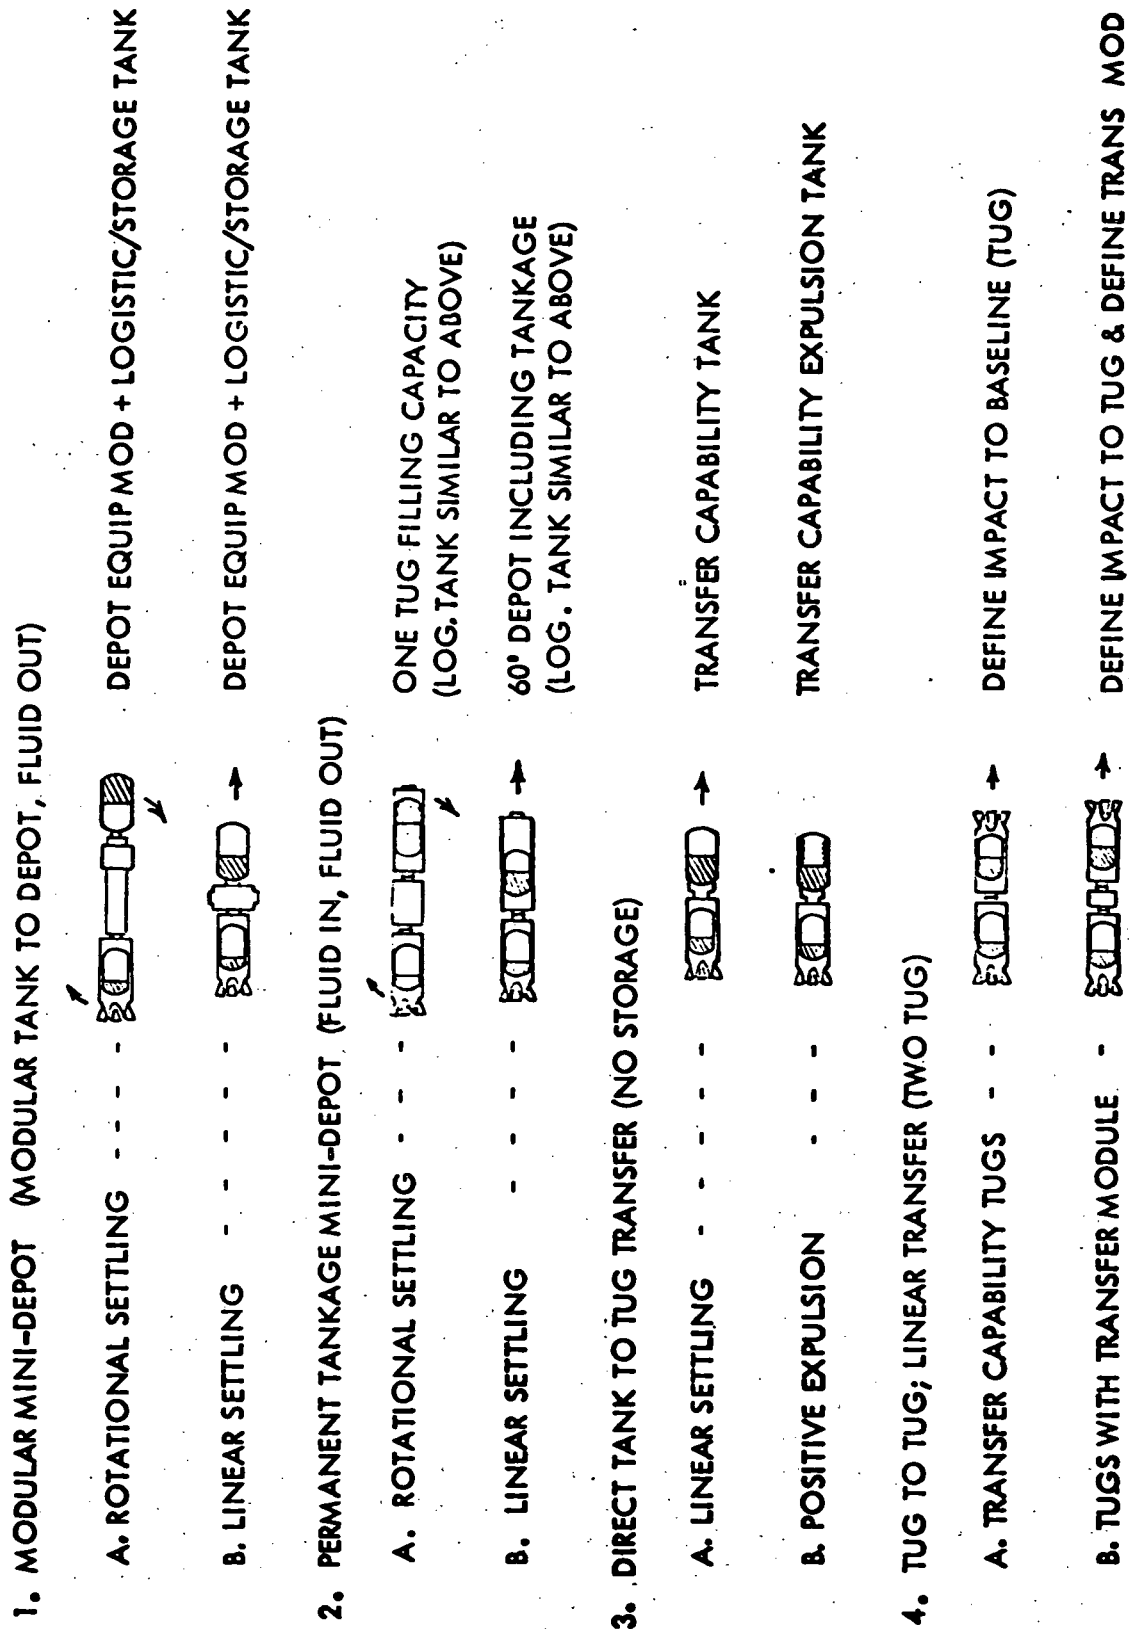 1. MODULAR MINI-DEPOT (MODULAR TANK TO DEPOT, FLUID OUT)
A. ROTATIONAL SETTLING - - - - DEPOT EQUIP MOD + LOGISTIC/STORAGE TANK
B. LINEAR SETTLING - - - - - DEPOT EQUIP MOD + LOGISTIC/STORAGE TANK
2. PERMANENT TANKAGE MINI-DEPOT (FLUID IN, FLUID OUT)
A. ROTATIONAL SETTLING - - - - ONE TUG FILLING CAPACITY
(LOG. TANK SIMILAR TO ABOVE)
B. LINEAR SETTLING - - - - 60' DEPOT INCLUDING TANKAGE
(LOG. TANK SIMILAR TO ABOVE)
3. DIRECT TANK TO TUG TRANSFER (NO STORAGE)
A. LINEAR SETTLING - - - - - TRANSFER CAPABILITY TANK
B. POSITIVE EXPULSION - - - TRANSFER CAPABILITY EXPULSION TANK
4. TUG TO TUG; LINEAR TRANSFER (TWO TUG)
A. TRANSFER CAPABILITY TUGS - - - DEFINE IMPACT TO BASELINE (TUG)
B. TUGS WITH TRANSFER MODULE - DEFINE IMPACT TO TUG & DEFINE TRANS MOD